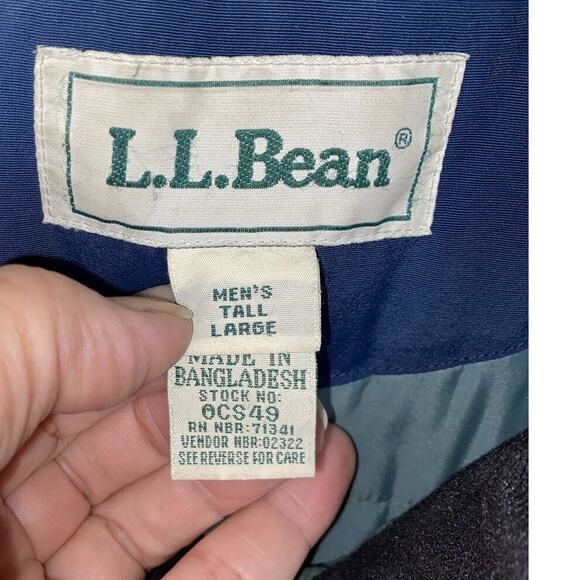 L.L.Bean®
MEN'S
TALL
LARGE
MADE IN
BANGLADESH
STOCK NO:
0CS49
RN NBR:71341
VENDOR NBR:02322
SEE REVERSE FOR CARE